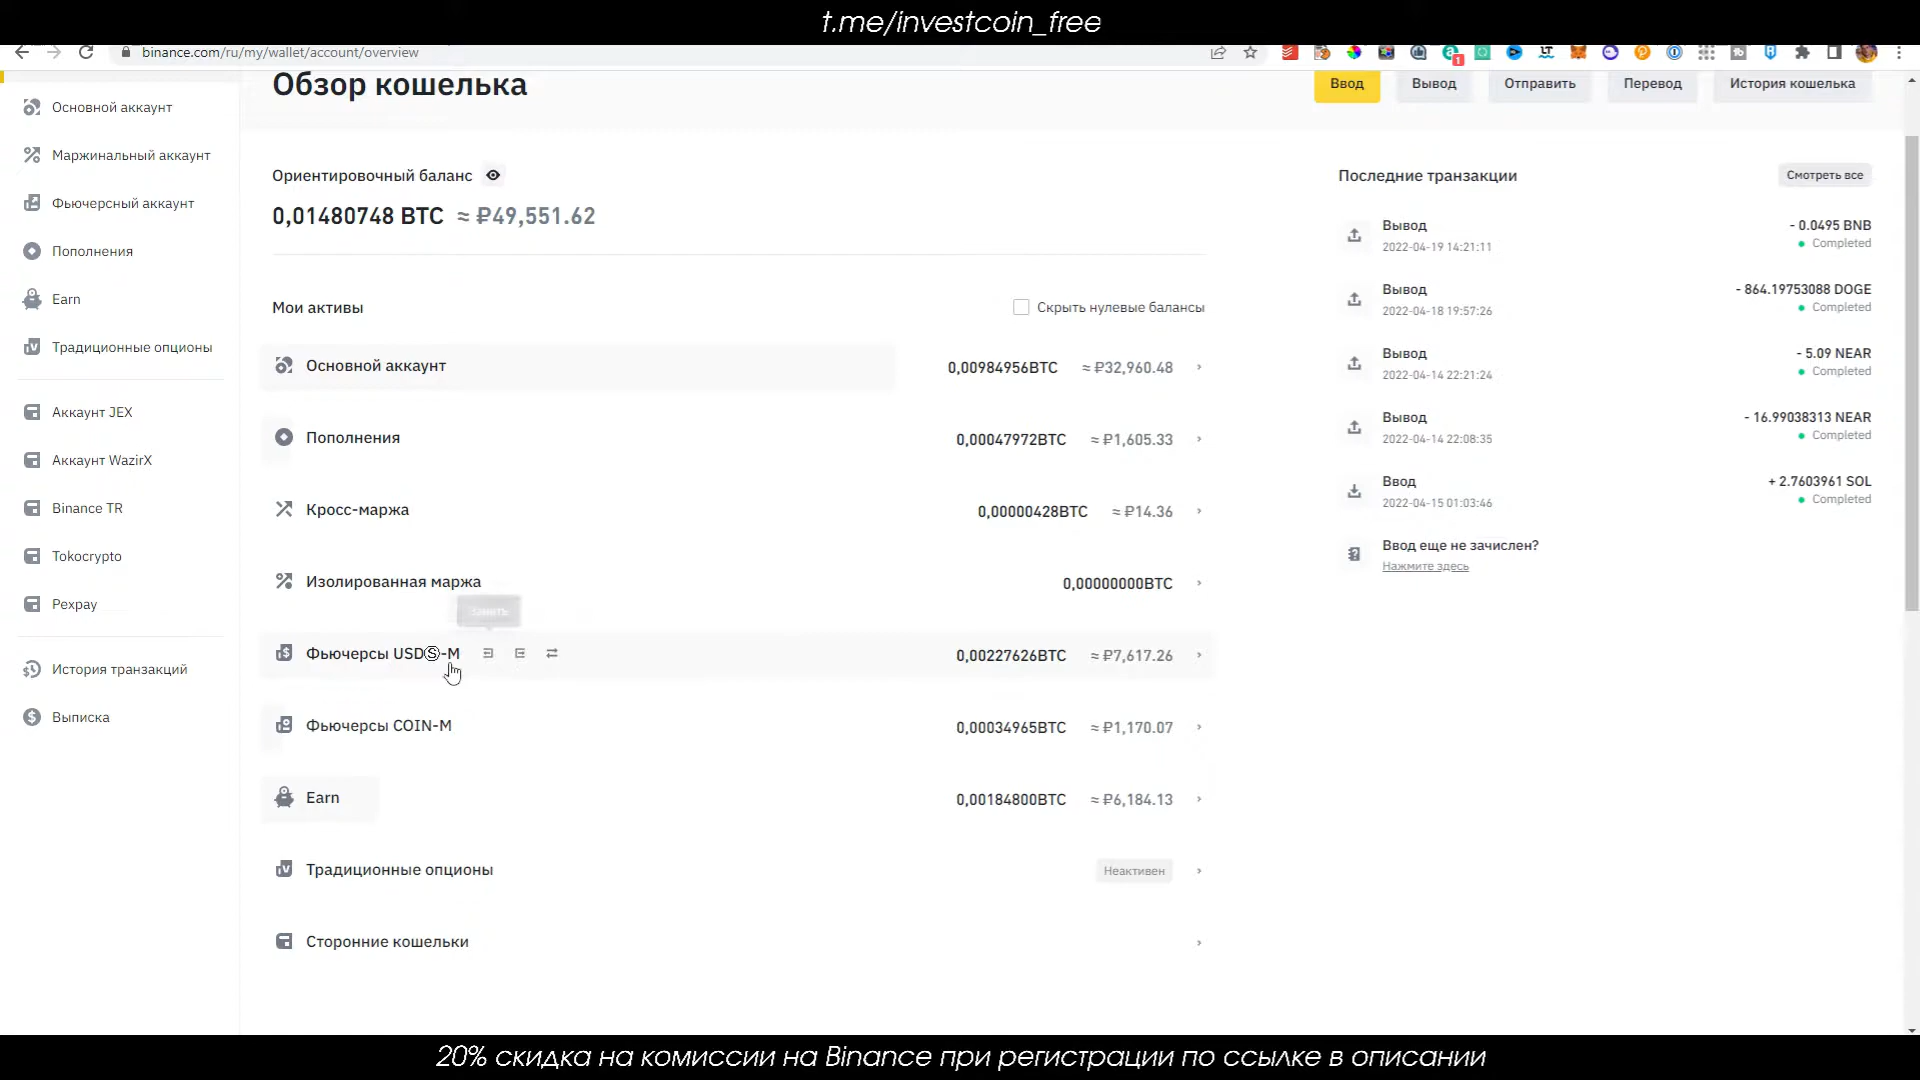 t.me/investcoin_free
binance.com/ru/my/wallet/account/overview
Обзор кошелька
Ввод
Вывод
Отправить
Перевод
История кошелька
Основной аккаунт
Маржинальный аккаунт
Фьючерсный аккаунт
Пополнения
Earn
Традиционные опционы
Аккаунт JEX
Аккаунт WazirX
Binance TR
Tokocrypto
Pexpay
История транзакций
Выписка
Ориентировочный баланс
0,01480748 BTC ≈ ₽49,551.62
Мои активы
Скрыть нулевые балансы
Основной аккаунт 0,00984956BTC ≈ ₽32,960.48
Пополнения 0,00047972BTC ≈ ₽1,605.33
Кросс-маржа 0,00000428BTC ≈ ₽14.36
Изолированная маржа 0,00000000BTC
Фьючерсы USDⓈ-M 0,00227626BTC ≈ ₽7,617.26
Фьючерсы COIN-M 0,00034965BTC ≈ ₽1,170.07
Earn 0,00184800BTC ≈ ₽6,184.13
Традиционные опционы Неактивен
Сторонние кошельки
Последние транзакции
Смотреть все
Вывод - 0.0495 BNB
2022-04-19 14:21:11 Completed
Вывод - 864.19753088 DOGE
2022-04-18 19:57:26 Completed
Вывод - 5.09 NEAR
2022-04-14 22:21:24 Completed
Вывод - 16.99038313 NEAR
2022-04-14 22:08:35 Completed
Ввод + 2.7603961 SOL
2022-04-15 01:03:46 Completed
Ввод еще не зачислен?
Нажмите здесь
20% скидка на комиссии на Binance при регистрации по ссылке в описании